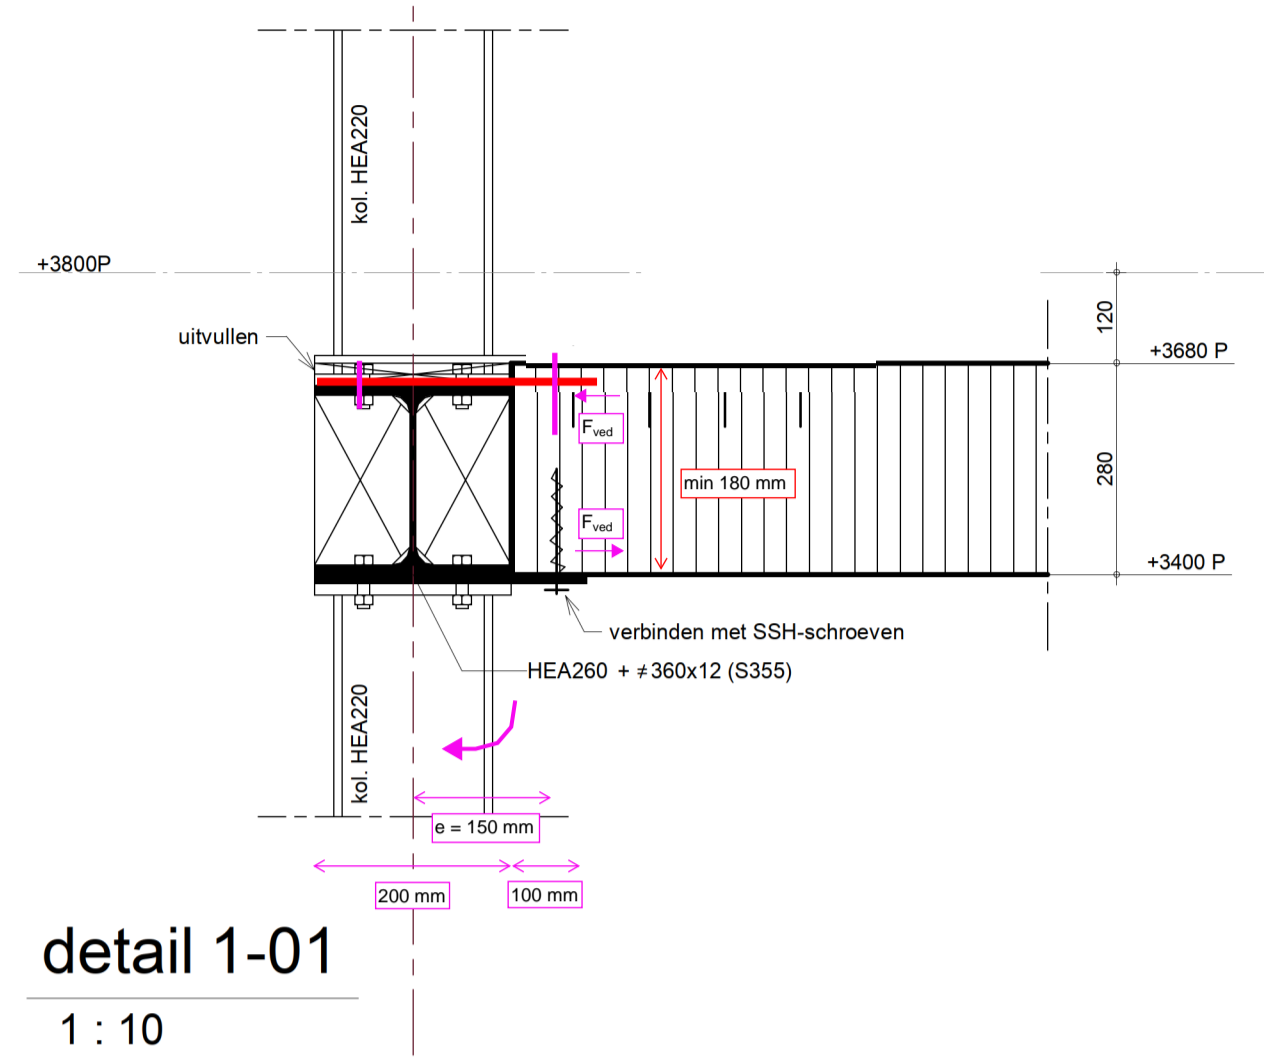 kol. HEA220
+3800P
120
uitvullen
+3680 P
Fved
min 180 mm
280
Fved
+3400 P
verbinden met SSH-schroeven
HEA260 + ≠360x12 (S355)
kol. HEA220
e = 150 mm
200 mm
100 mm
detail 1-01
1 : 10